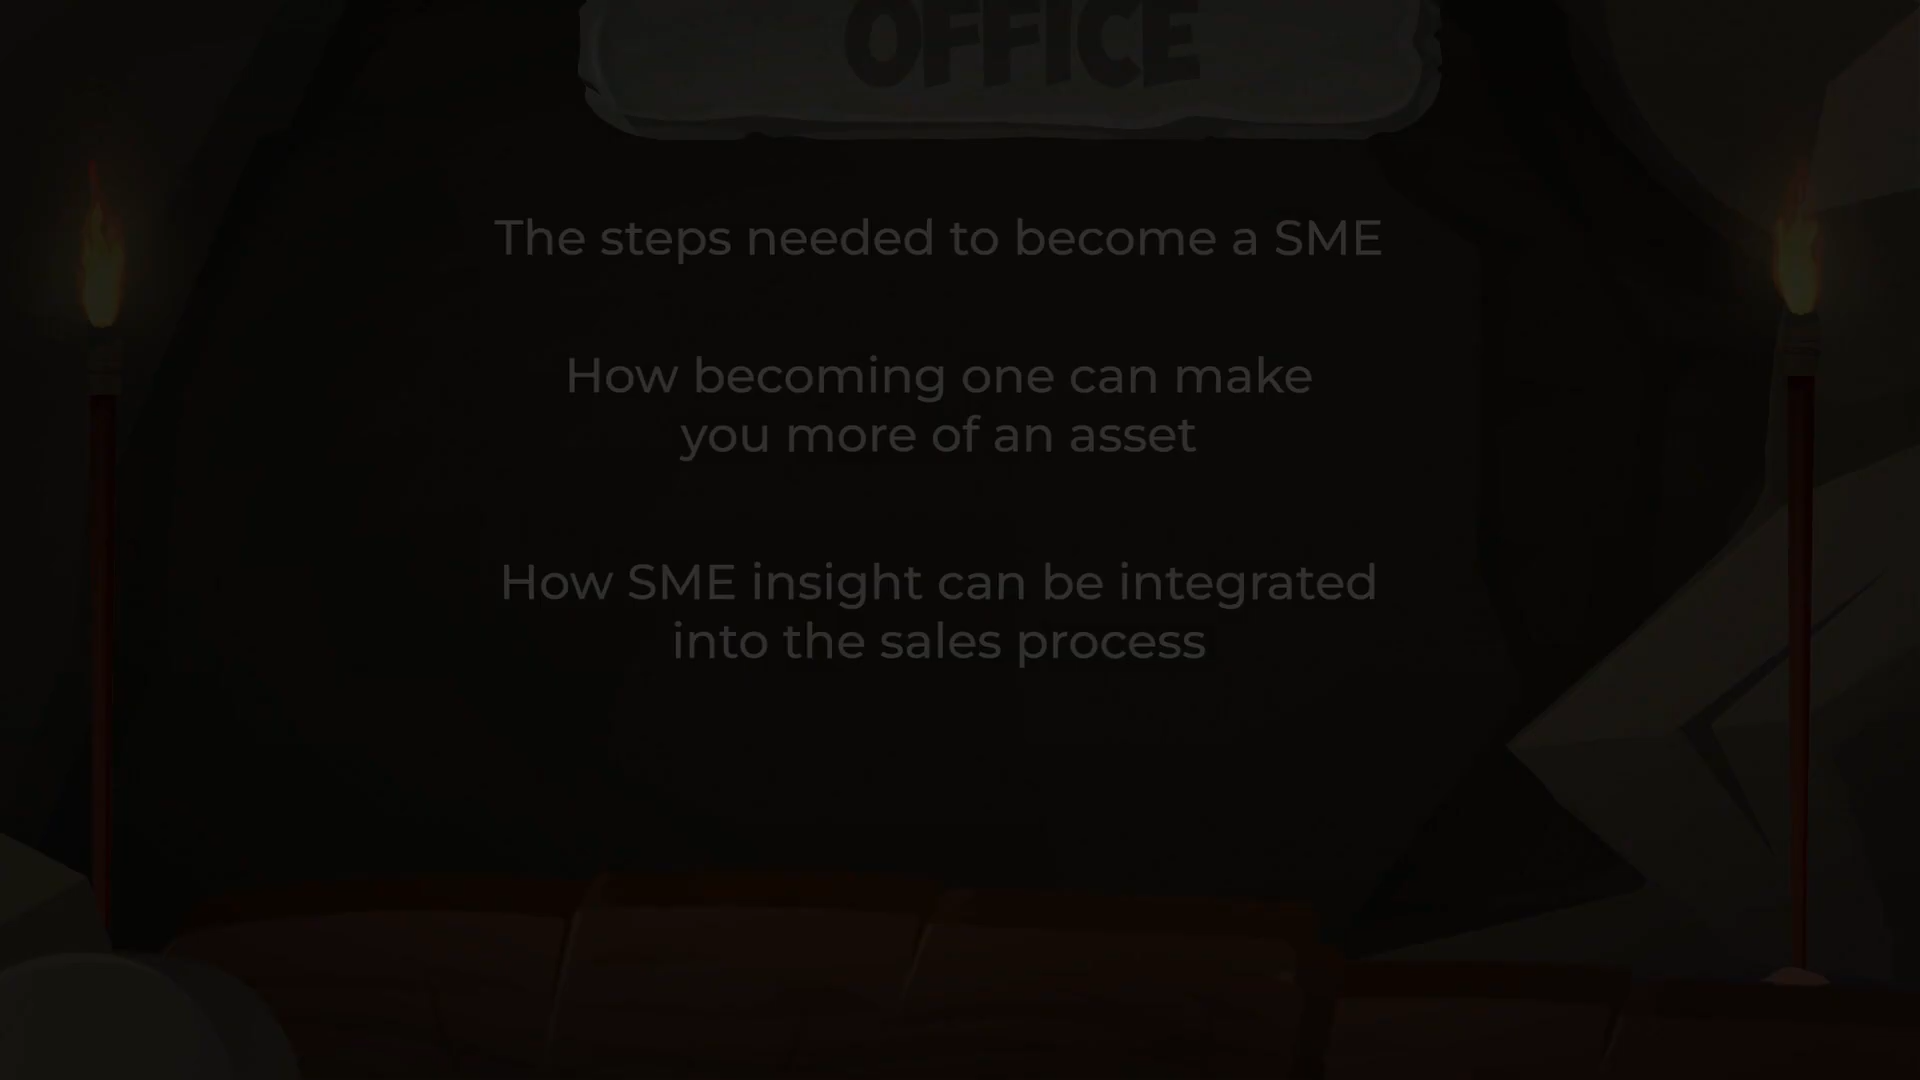 OFFICE
The steps needed to become a SME
How becoming one can make
you more of an asset
How SME insight can be integrated
into the sales process